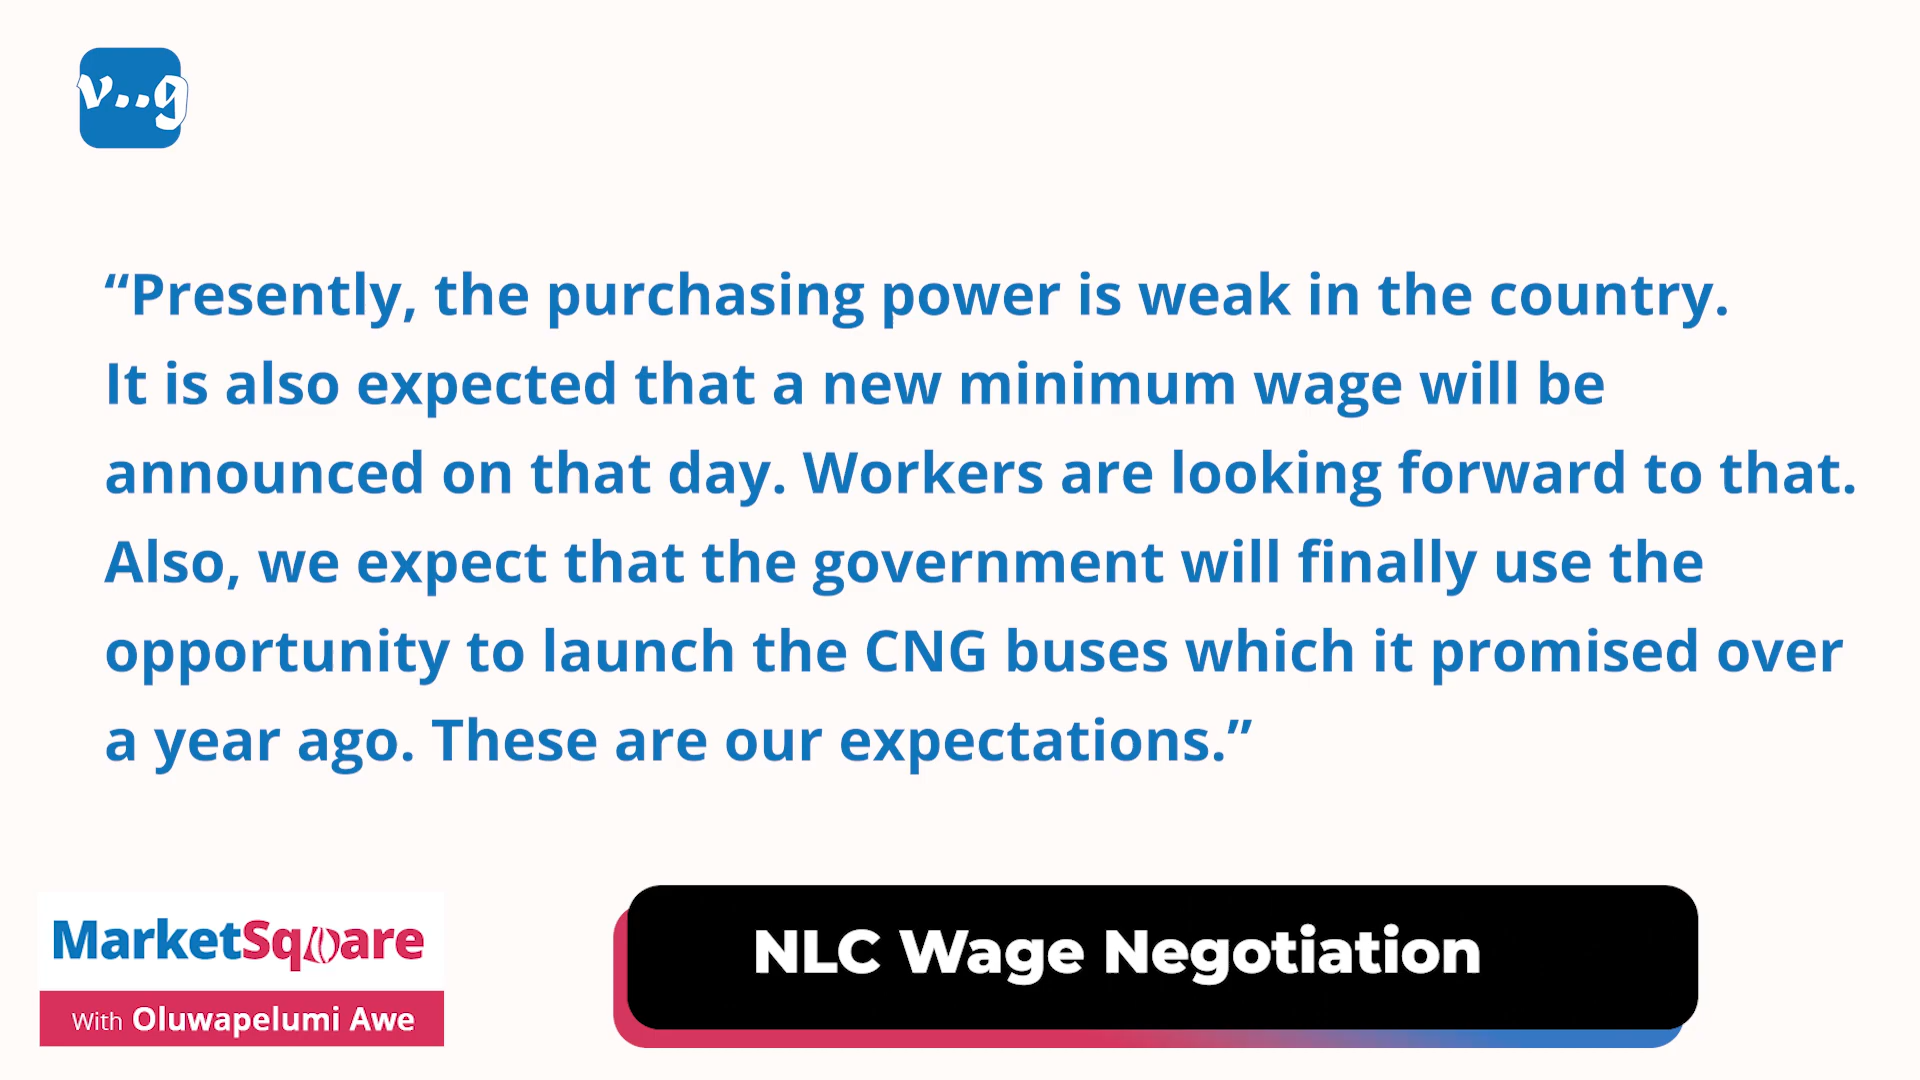 v..g
“Presently, the purchasing power is weak in the country.
It is also expected that a new minimum wage will be
announced on that day. Workers are looking forward to that.
Also, we expect that the government will finally use the
opportunity to launch the CNG buses which it promised over
a year ago. These are our expectations.”
MarketSquare
With Oluwapelumi Awe
NLC Wage Negotiation